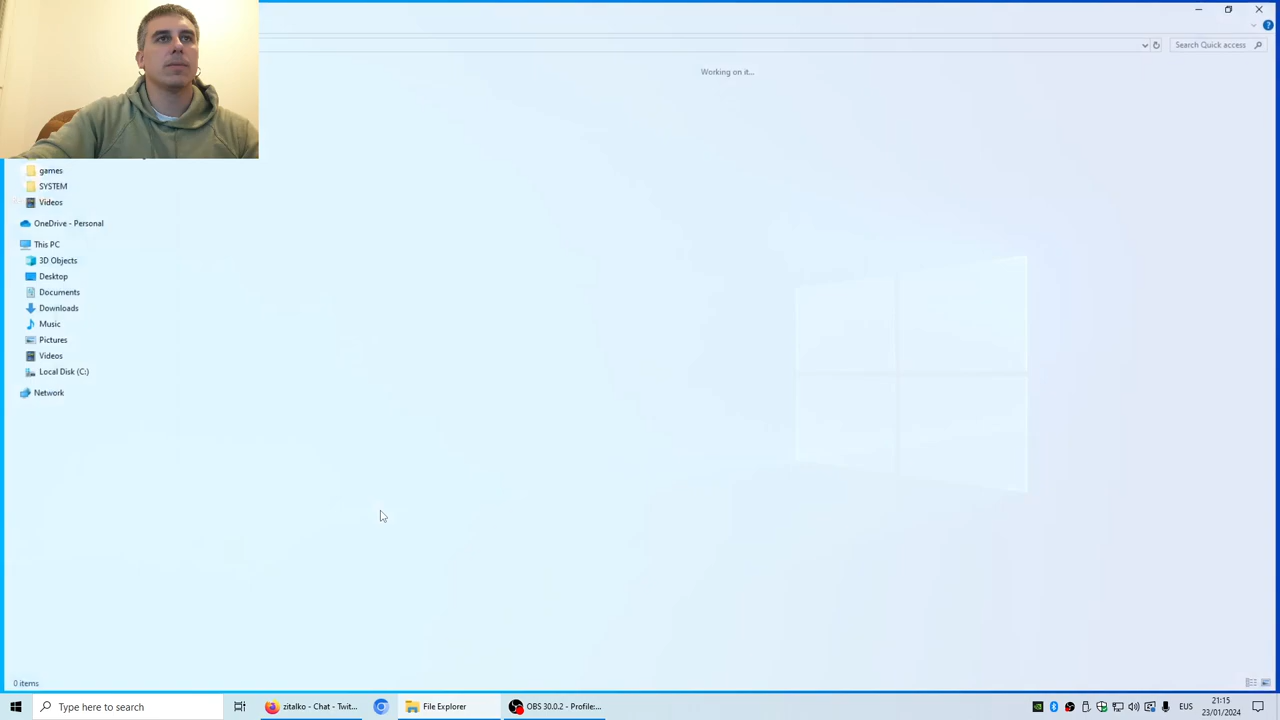 Search Quick access
Working on it...
games
SYSTEM
Videos
OneDrive - Personal
This PC
3D Objects
Desktop
Documents
Downloads
Music
Pictures
Videos
Local Disk (C:)
Network
0 items
Type here to search
zitalko - Chat - Twit...
File Explorer
OBS 30.0.2 - Profile:...
EUS
21:15
23/01/2024